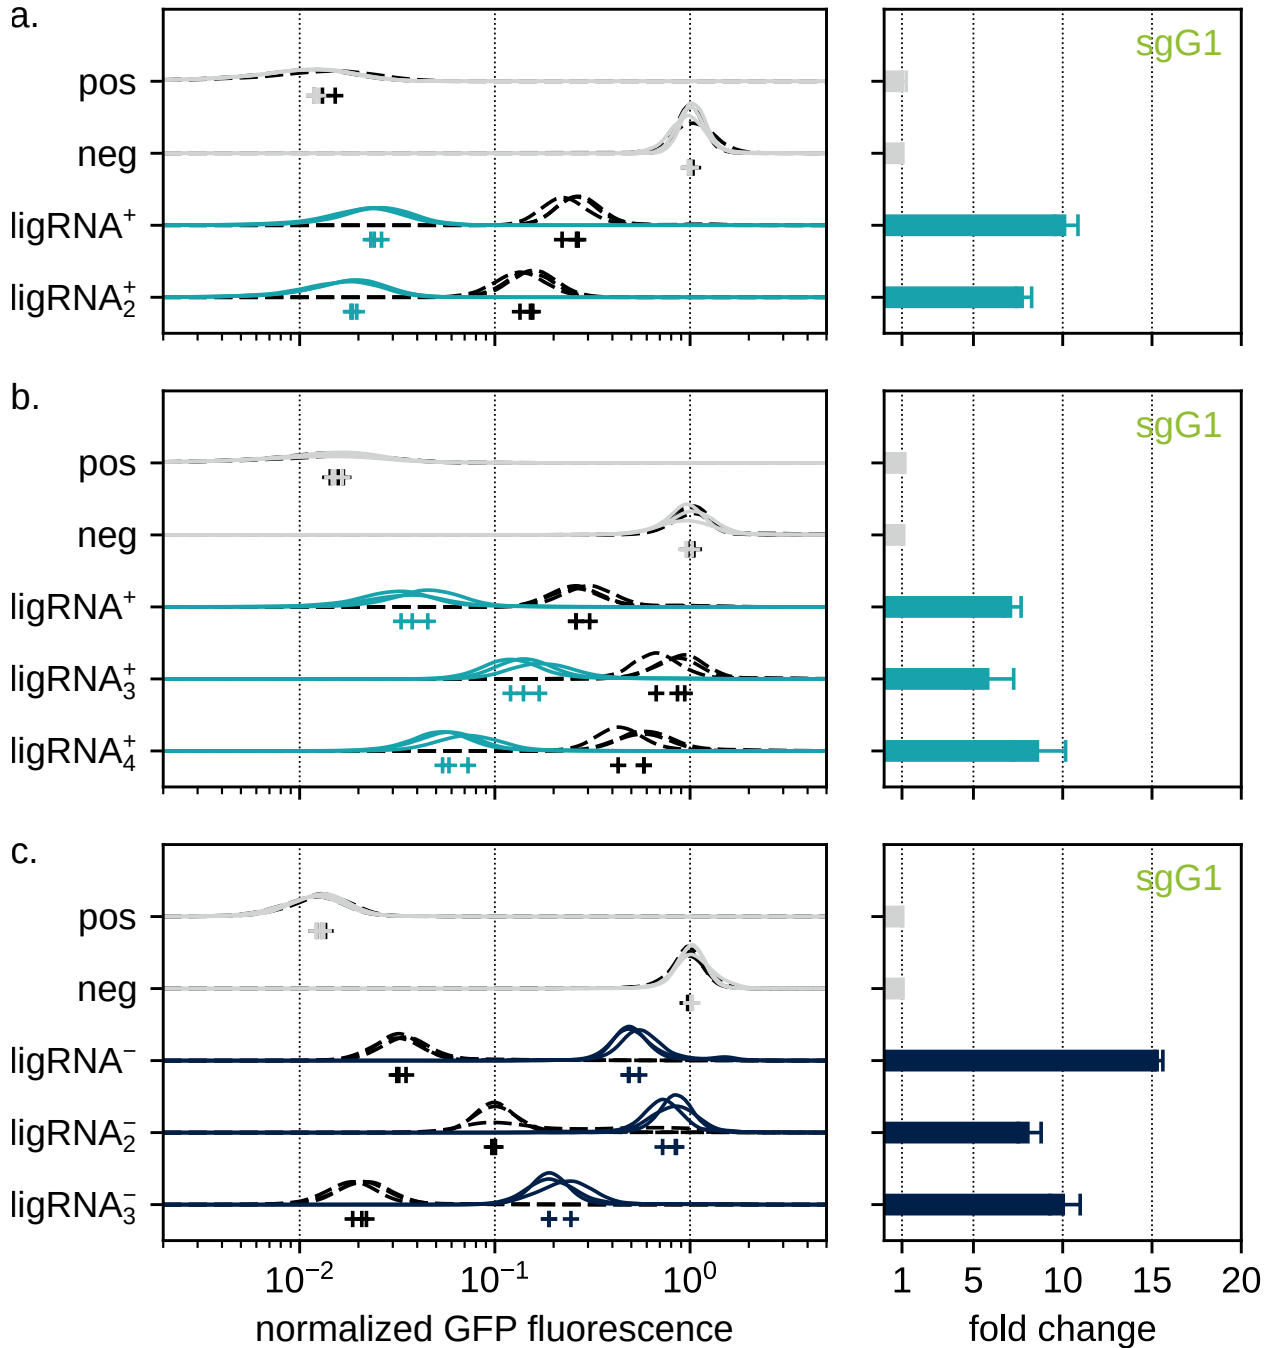 a.
sgG1
pos
neg
ligRNA⁺
ligRNA₂⁺
b.
sgG1
pos
neg
ligRNA⁺
ligRNA₃⁺
ligRNA₄⁺
c.
sgG1
pos
neg
ligRNA⁻
ligRNA₂⁻
ligRNA₃⁻
10⁻² 10⁻¹ 10⁰
1 5 10 15 20
normalized GFP fluorescence
fold change